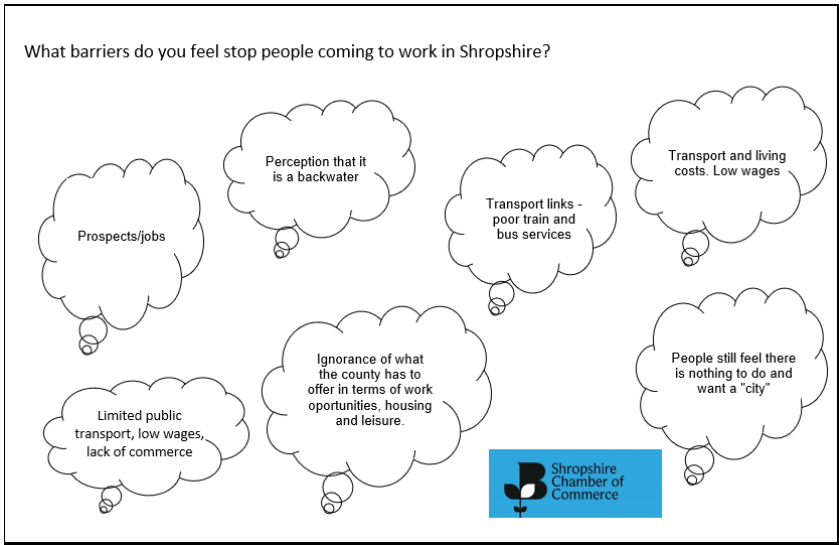 What barriers do you feel stop people coming to work in Shropshire?
Perception that it
is a backwater
Transport and living
costs. Low wages
Prospects/jobs
Transport links -
poor train and
bus services
Ignorance of what
the county has to
offer in terms of work
oportunities, housing
and leisure.
People still feel there
is nothing to do and
want a "city"
Limited public
transport, low wages,
lack of commerce
Shropshire
Chamber of
Commerce